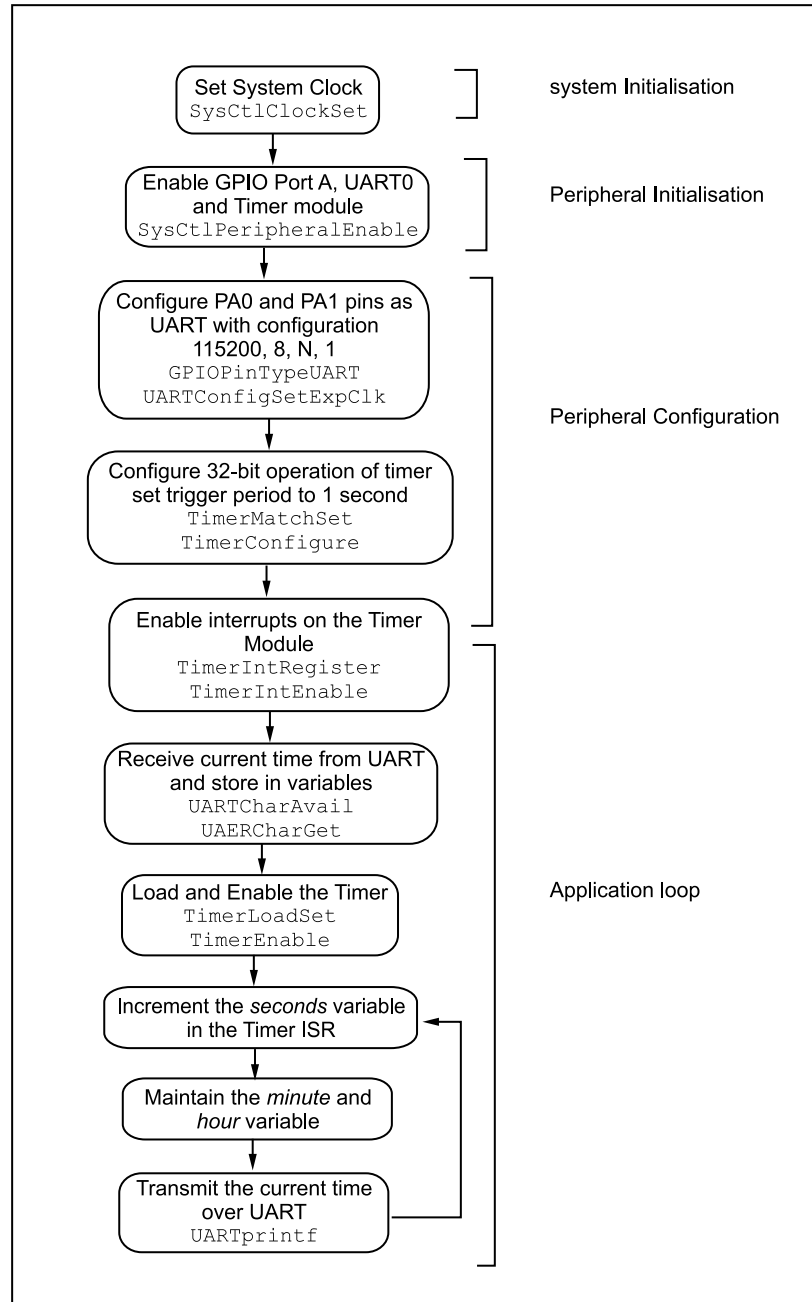 Set System Clock
SysCtlClockSet
system Initialisation
Enable GPIO Port A, UART0
and Timer module
SysCtlPeripheralEnable
Peripheral Initialisation
Configure PA0 and PA1 pins as
UART with configuration
115200, 8, N, 1
GPIOPinTypeUART
UARTConfigSetExpClk
Peripheral Configuration
Configure 32-bit operation of timer
set trigger period to 1 second
TimerMatchSet
TimerConfigure
Enable interrupts on the Timer
Module
TimerIntRegister
TimerIntEnable
Receive current time from UART
and store in variables
UARTCharAvail
UAERCharGet
Load and Enable the Timer
TimerLoadSet
TimerEnable
Application loop
Increment the seconds variable
in the Timer ISR
Maintain the minute and
hour variable
Transmit the current time
over UART
UARTprintf